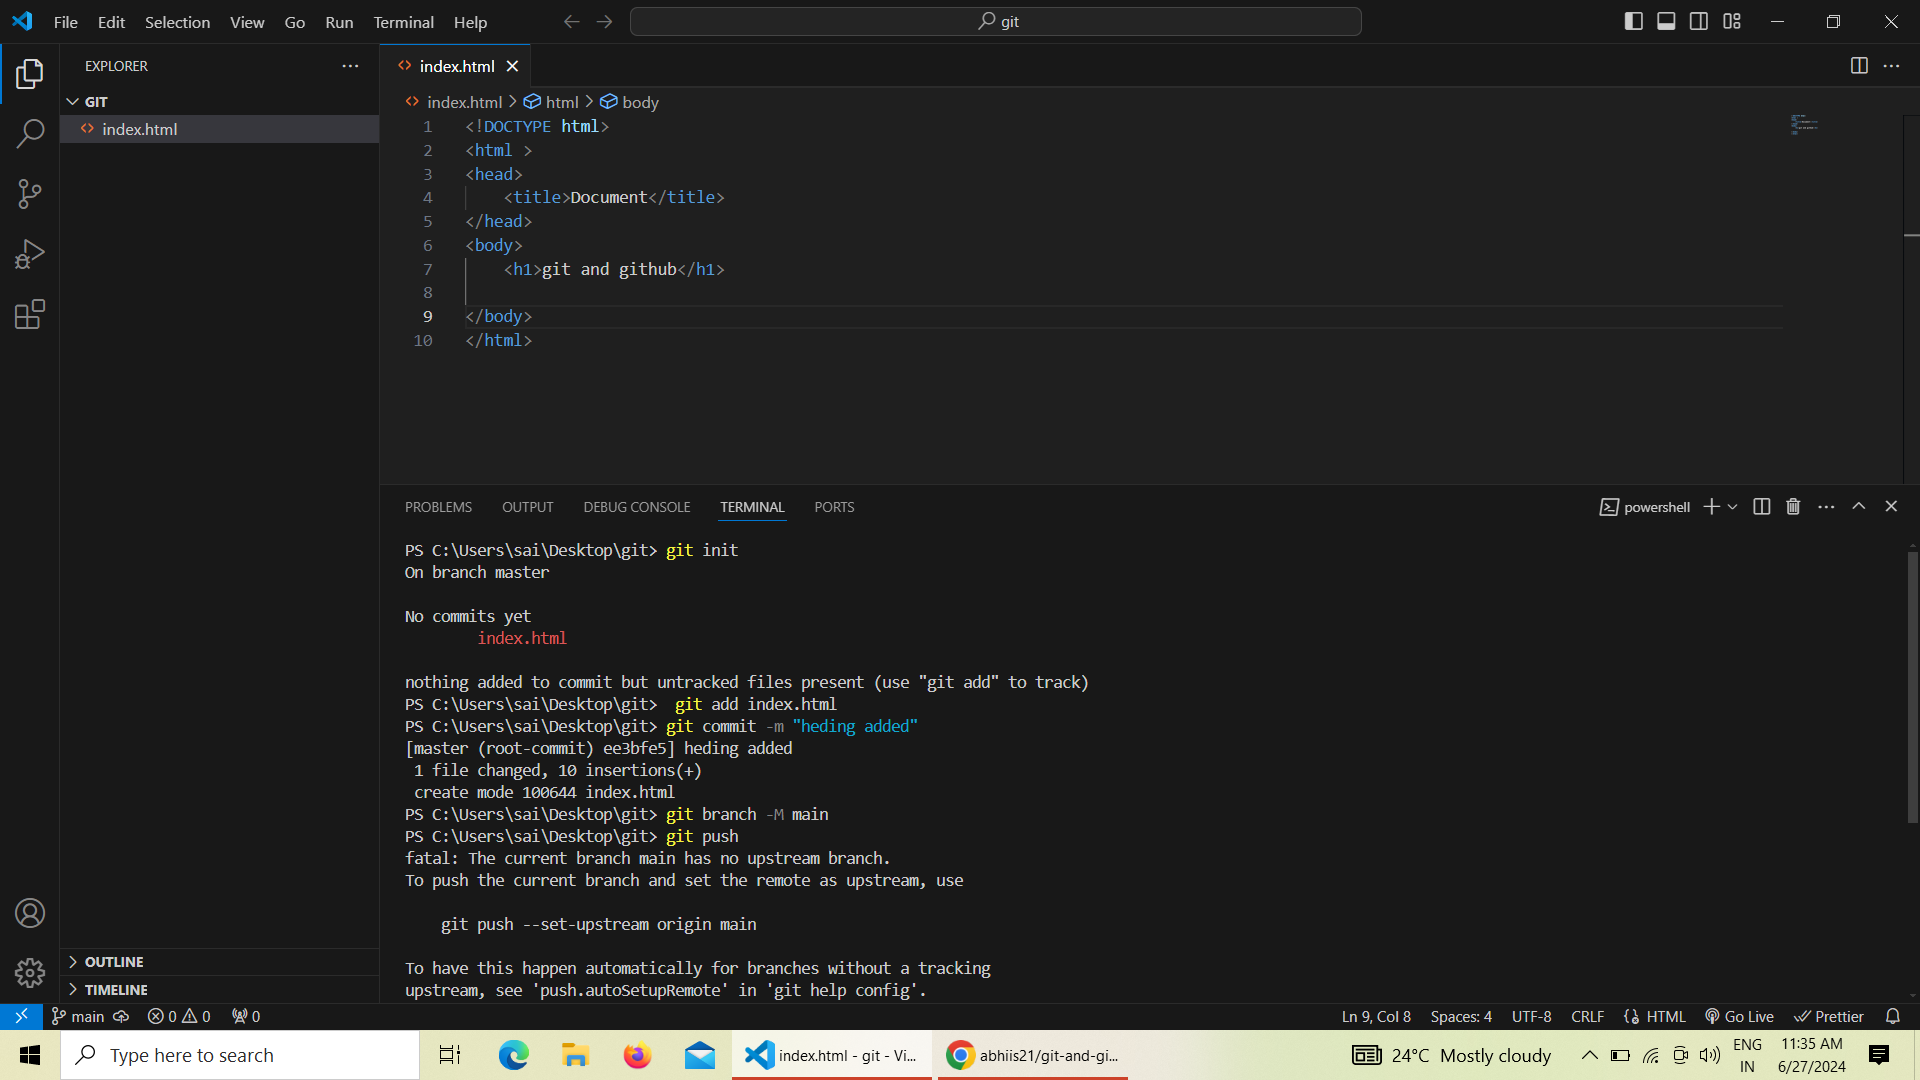 File Edit Selection View Go Run Terminal Help
git
EXPLORER
GIT
index.html
OUTLINE
TIMELINE
index.html
index.html > html > body
1 <!DOCTYPE html>
2 <html >
3 <head>
4 <title>Document</title>
5 </head>
6 <body>
7 <h1>git and github</h1>
8
9 </body>
10 </html>
PROBLEMS OUTPUT DEBUG CONSOLE TERMINAL PORTS
powershell
PS C:\Users\sai\Desktop\git> git init
On branch master
No commits yet
index.html
nothing added to commit but untracked files present (use "git add" to track)
PS C:\Users\sai\Desktop\git>  git add index.html
PS C:\Users\sai\Desktop\git> git commit -m "heding added"
[master (root-commit) ee3bfe5] heding added
1 file changed, 10 insertions(+)
create mode 100644 index.html
PS C:\Users\sai\Desktop\git> git branch -M main
PS C:\Users\sai\Desktop\git> git push
fatal: The current branch main has no upstream branch.
To push the current branch and set the remote as upstream, use
git push --set-upstream origin main
To have this happen automatically for branches without a tracking
upstream, see 'push.autoSetupRemote' in 'git help config'.
main 0 0 0 Ln 9, Col 8 Spaces: 4 UTF-8 CRLF HTML Go Live Prettier
Type here to search
index.html - git - Vi...
abhiis21/git-and-gi...
24°C Mostly cloudy
ENG
IN
11:35 AM
6/27/2024